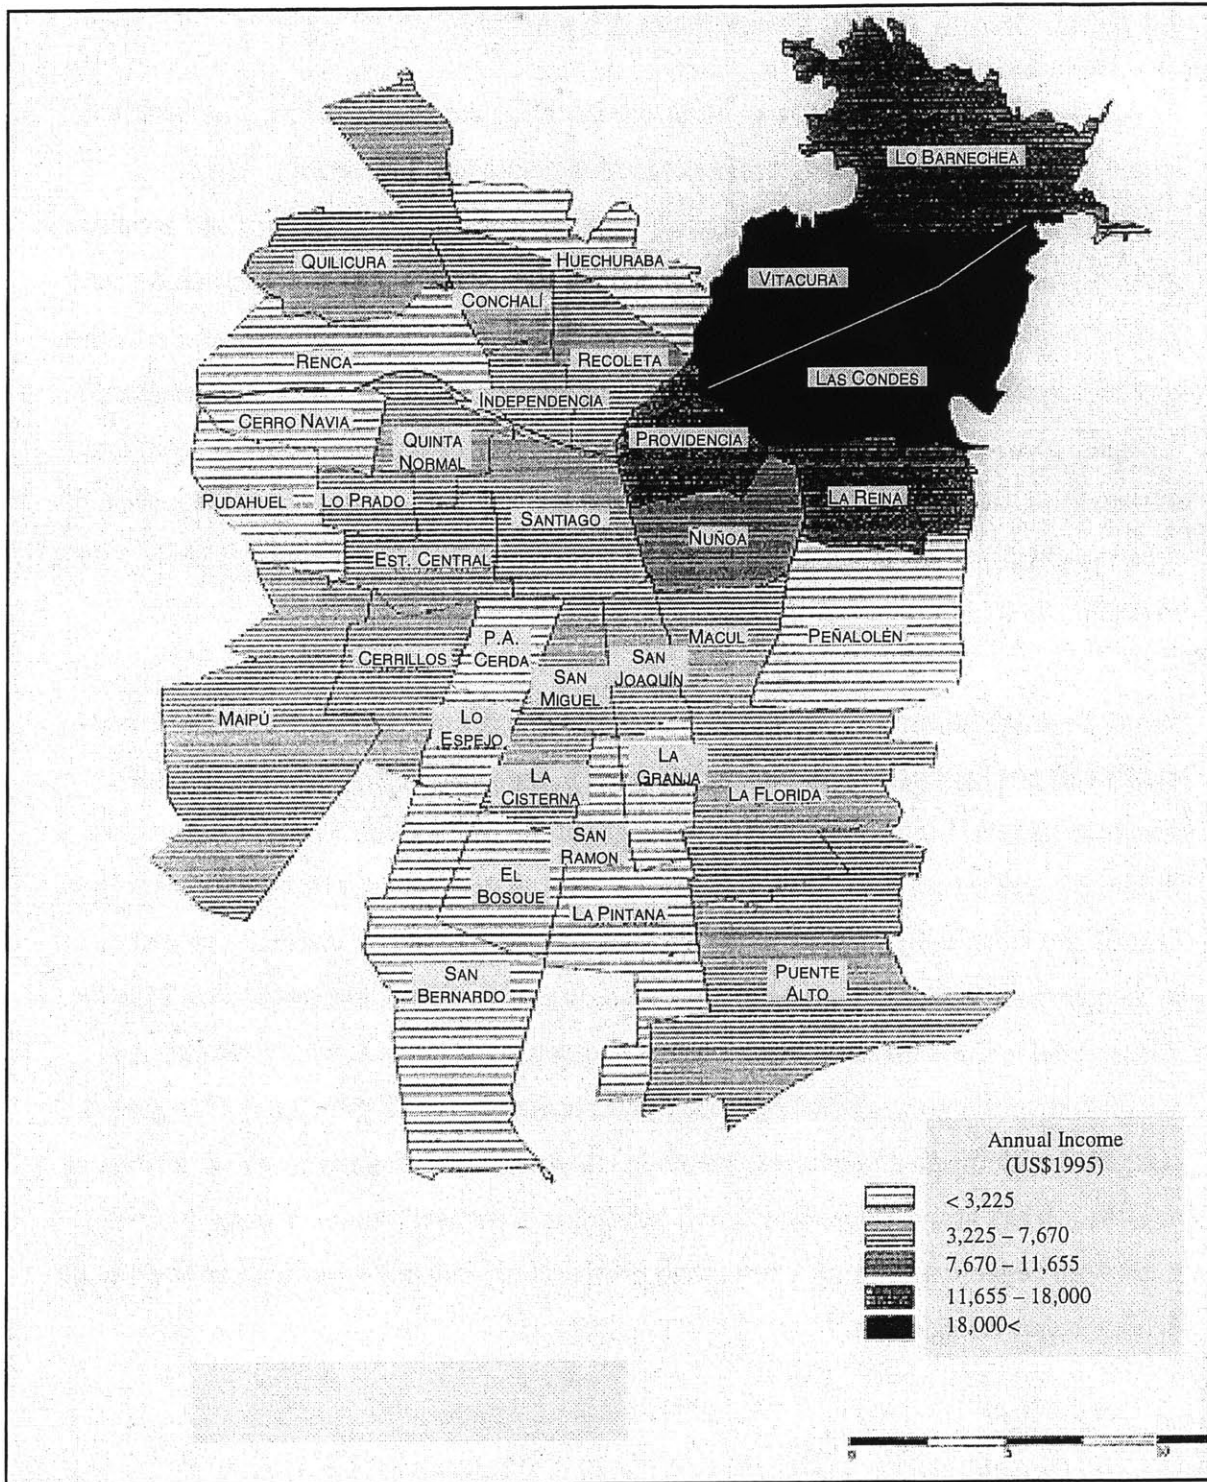 LO BARNECHEA
QUILICURA
HUECHURABA
VITACURA
CONCHALÍ
RENCA
RECOLETA
LAS CONDES
INDEPENDENCIA
CERRO NAVIA
QUINTA
NORMAL
PROVIDENCIA
PUDAHUEL
LO PRADO
LA REINA
SANTIAGO
ÑUÑOA
EST. CENTRAL
P.A.
CERDA
MACUL
PEÑALOLÉN
CERRILLOS
SAN
JOAQUÍN
SAN
MIGUEL
MAIPÚ
LO
ESPEJO
LA
GRANJA
LA
CISTERNA
LA FLORIDA
SAN
RAMON
EL
BOSQUE
LA PINTANA
SAN
BERNARDO
PUENTE
ALTO
Annual Income
(US$1995)
< 3,225
3,225 – 7,670
7,670 – 11,655
11,655 – 18,000
18,000<
0 5 10